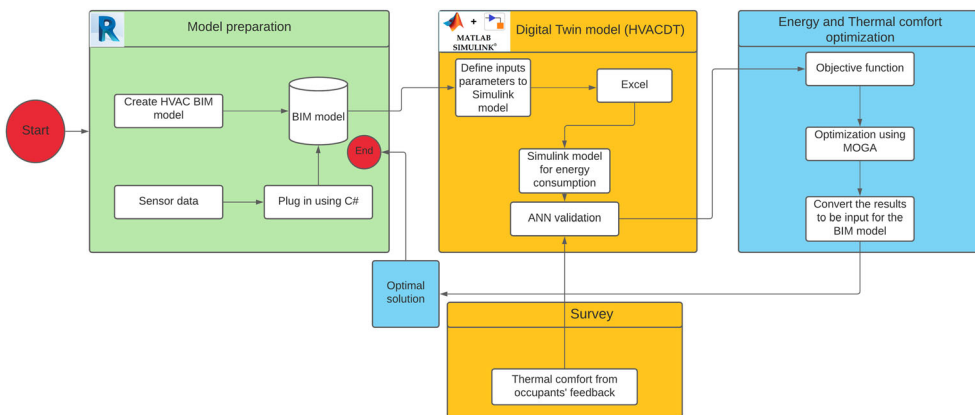 R
Model preparation
Start
Create HVAC BIM
model
BIM model
End
Sensor data
Plug in using C#
MATLAB
+
SIMULINK®
Digital Twin model (HVACDT)
Define inputs
parameters to
Simulink
model
Excel
Simulink model
for energy
consumption
ANN validation
Energy and Thermal comfort
optimization
Objective function
Optimization using
MOGA
Convert the results
to be input for the
BIM model
Optimal
solution
Survey
Thermal comfort from
occupants' feedback